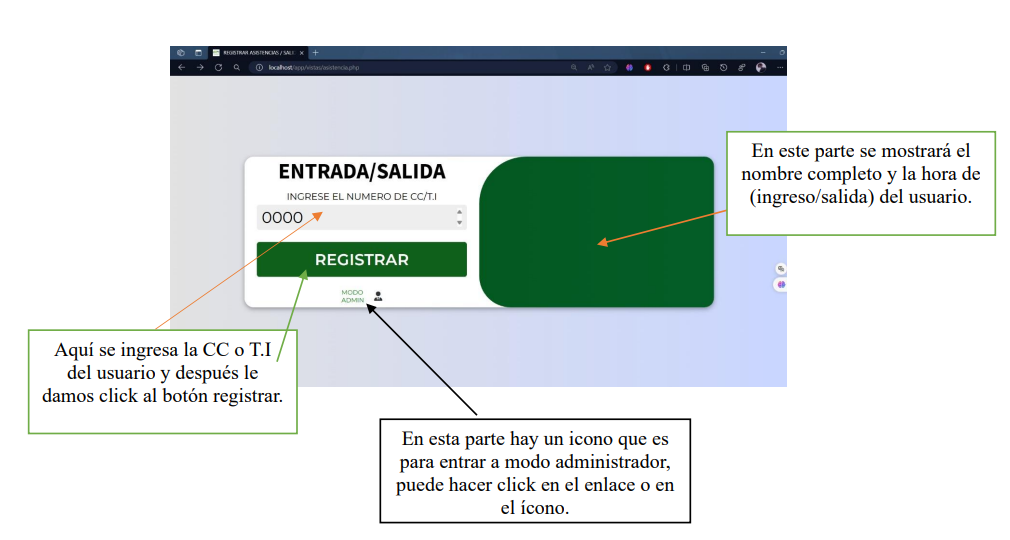 REGISTRAR ASISTENCIAS / SALI
localhost/app/vistas/asistencia.php
ENTRADA/SALIDA
INGRESE EL NUMERO DE CC/T.I
0000
REGISTRAR
MODO
ADMIN
En este parte se mostrará el
nombre completo y la hora de
(ingreso/salida) del usuario.
Aquí se ingresa la CC o T.I
del usuario y después le
damos click al botón registrar.
En esta parte hay un icono que es
para entrar a modo administrador,
puede hacer click en el enlace o en
el ícono.